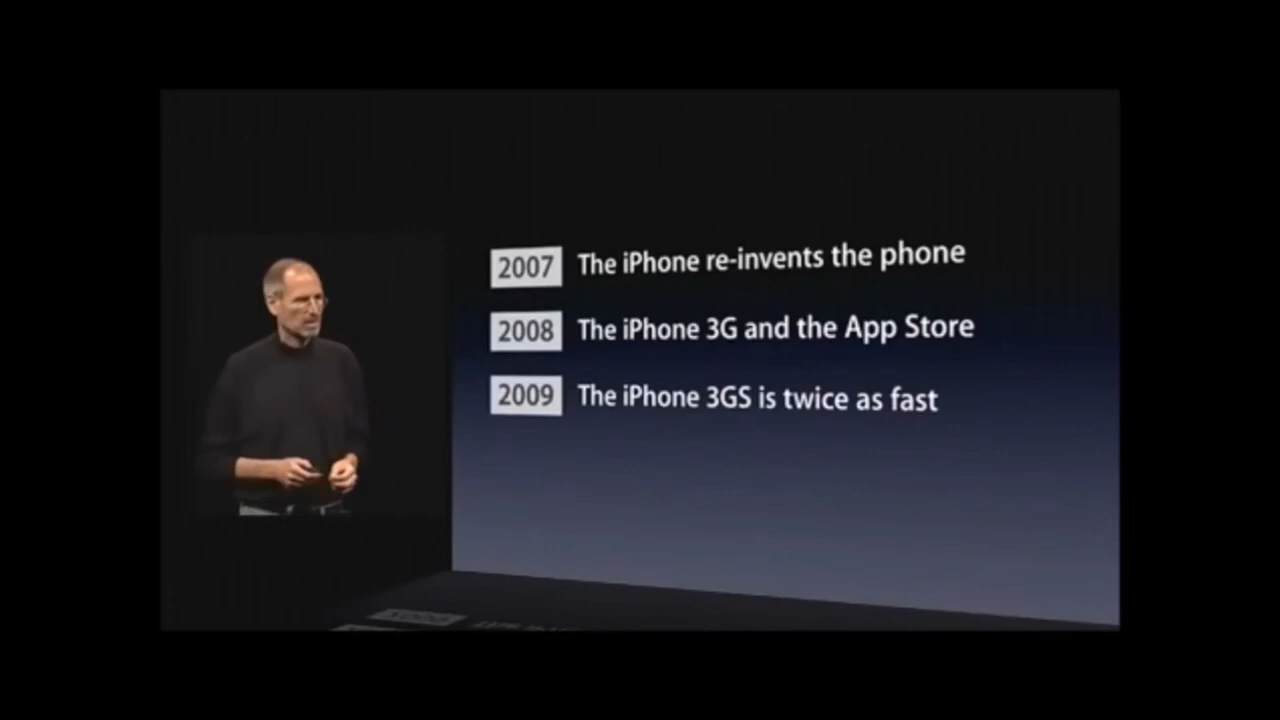 2007 The iPhone re-invents the phone
2008 The iPhone 3G and the App Store
2009 The iPhone 3GS is twice as fast